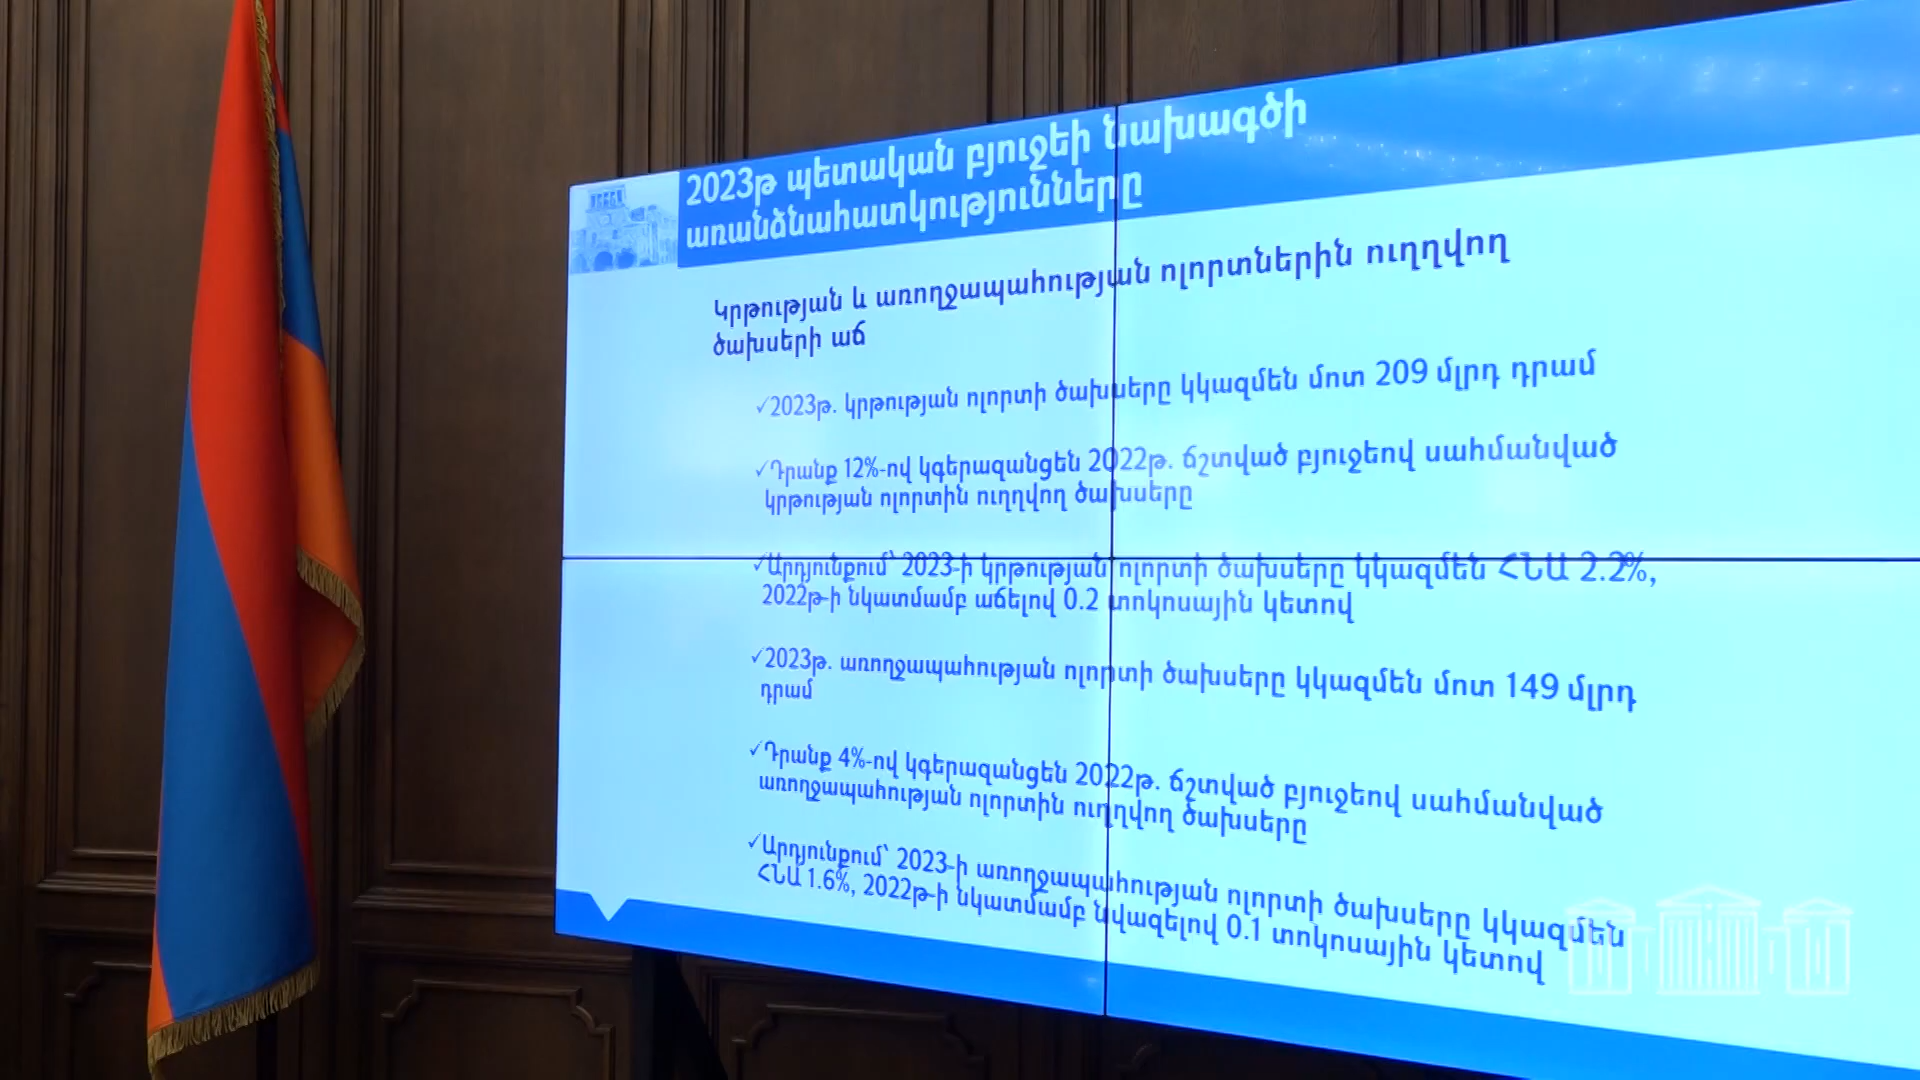 2023թ պետական բյուջեի նախագծի
առանձնահատկությունները
Կրթության և առողջապահության ոլորտներին ուղղվող
ծախսերի աճ
✓2023թ. կրթության ոլորտի ծախսերը կկազմեն մոտ 209 մլրդ դրամ
✓Դրանք 12%-ով կգերազանցեն 2022թ. ճշտված բյուջեով սահմանված
կրթության ոլորտին ուղղվող ծախսերը
✓Արդյունքում՝ 2023-ի կրթության ոլորտի ծախսերը կկազմեն ՀՆԱ 2.2%,
2022թ-ի նկատմամբ աճելով 0.2 տոկոսային կետով
✓2023թ. առողջապահության ոլորտի ծախսերը կկազմեն մոտ 149 մլրդ
դրամ
✓Դրանք 4%-ով կգերազանցեն 2022թ. ճշտված բյուջեով սահմանված
առողջապահության ոլորտին ուղղվող ծախսերը
✓Արդյունքում՝ 2023-ի առողջապահության ոլորտի ծախսերը կկազմեն
ՀՆԱ 1.6%, 2022թ-ի նկատմամբ նվազելով 0.1 տոկոսային կետով